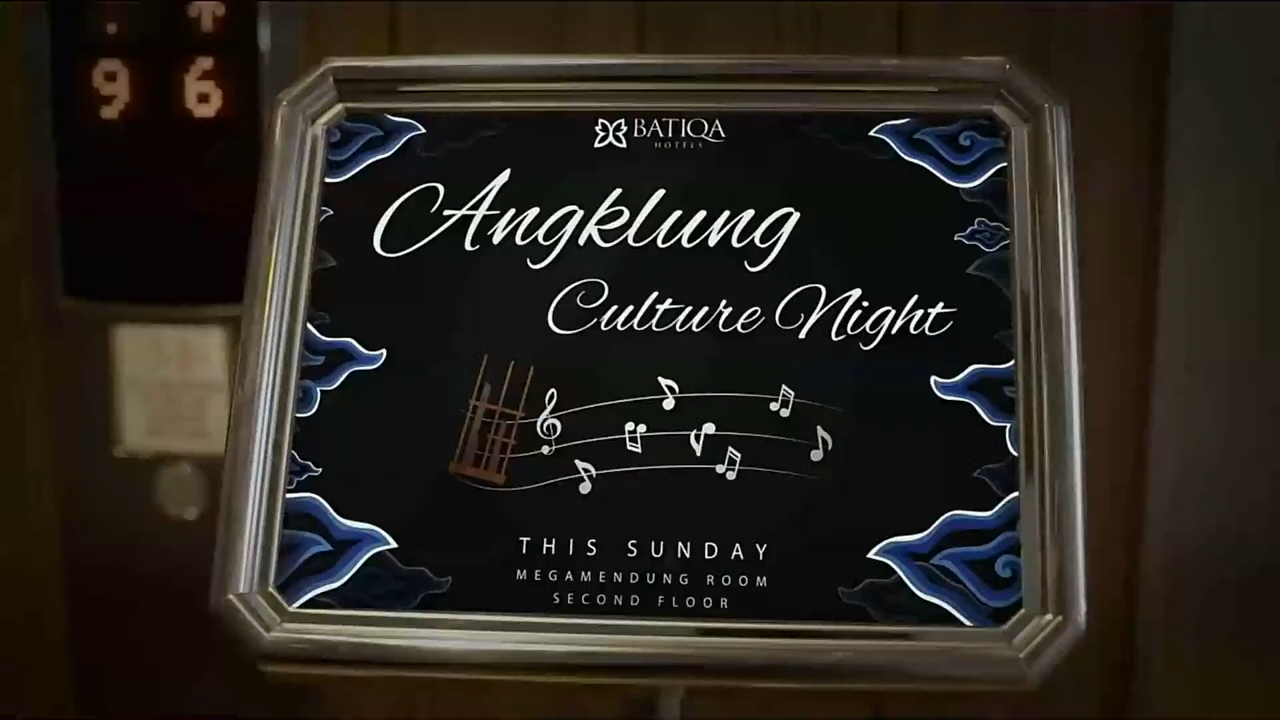 96
BATIQA
HOTELS
Angklung
Culture Night
THIS SUNDAY
MEGAMENDUNG ROOM
SECOND FLOOR